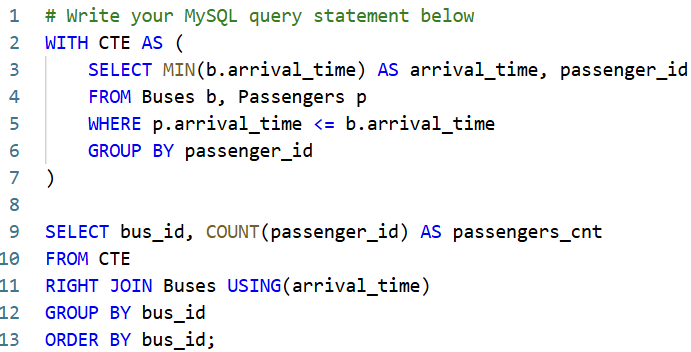 1 # Write your MySQL query statement below
2 WITH CTE AS (
3 SELECT MIN(b.arrival_time) AS arrival_time, passenger_id
4 FROM Buses b, Passengers p
5 WHERE p.arrival_time <= b.arrival_time
6 GROUP BY passenger_id
7 )
8
9 SELECT bus_id, COUNT(passenger_id) AS passengers_cnt
10 FROM CTE
11 RIGHT JOIN Buses USING(arrival_time)
12 GROUP BY bus_id
13 ORDER BY bus_id;